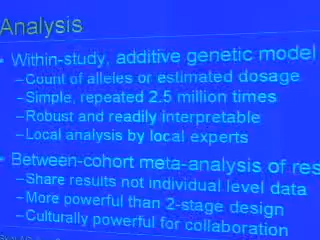 Analysis
• Within-study, additive genetic model
–Count of alleles or estimated dosage
–Simple, repeated 2.5 million times
–Robust and readily interpretable
–Local analysis by local experts
• Between-cohort meta-analysis of res
–Share results not individual level data
–More powerful than 2-stage design
–Culturally powerful for collaboration